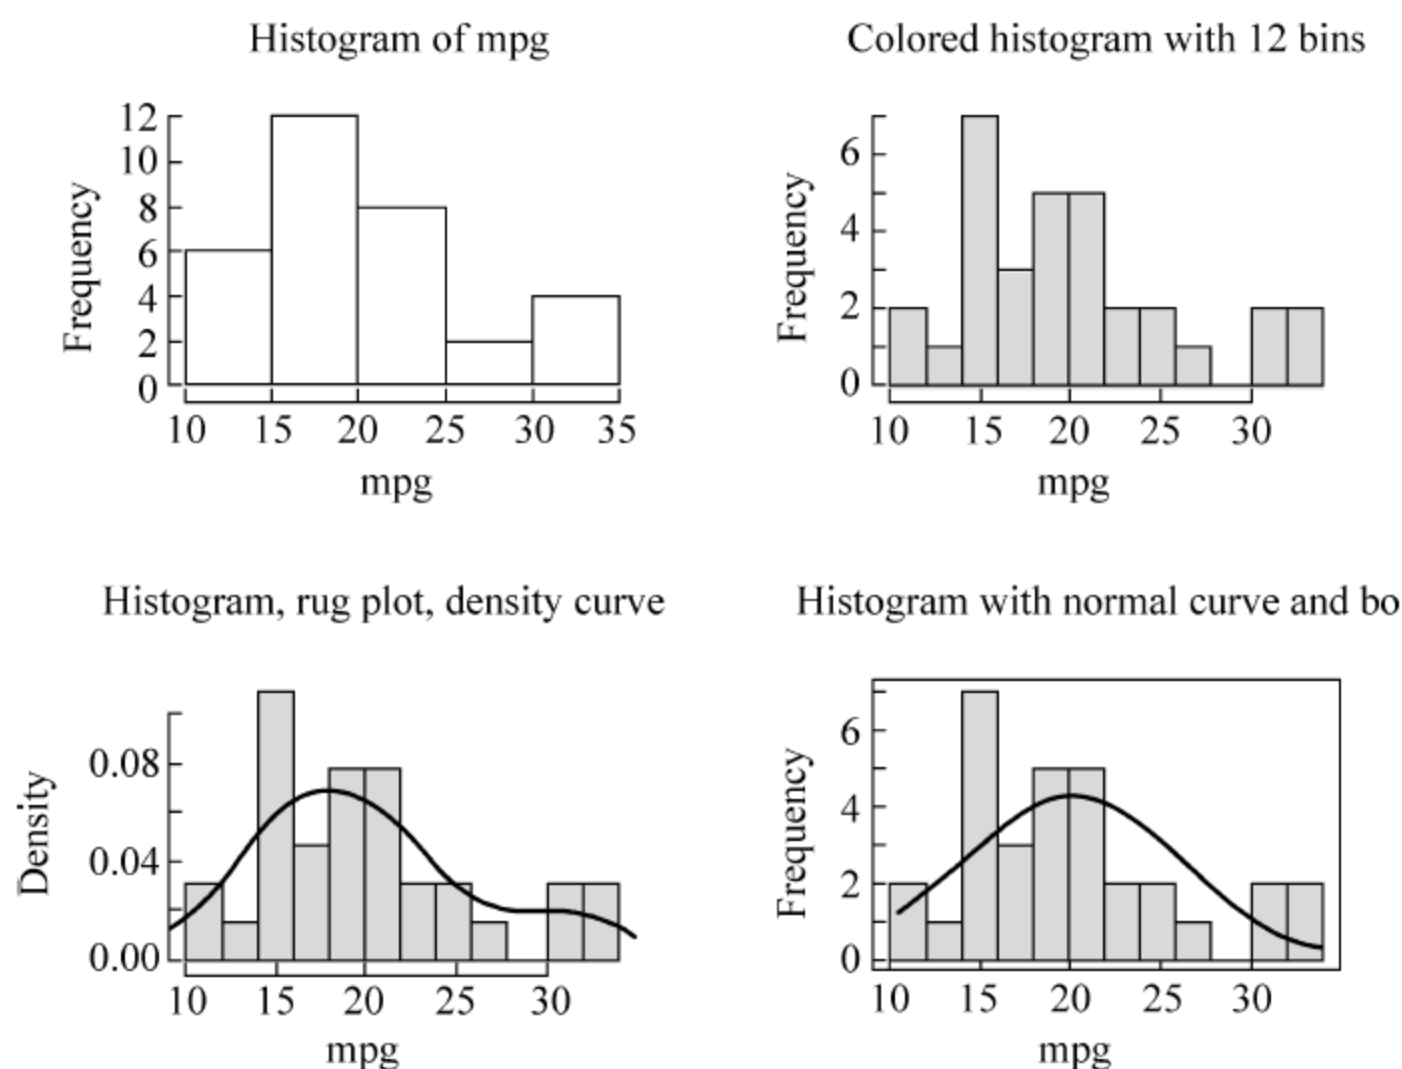 Histogram of mpg
Frequency
12
10
8
6
4
2
0
10 15 20 25 30 35
mpg
Colored histogram with 12 bins
Frequency
6
4
2
0
10 15 20 25 30
mpg
Histogram, rug plot, density curve
Density
0.08
0.04
0.00
10 15 20 25 30
mpg
Histogram with normal curve and bo
Frequency
6
4
2
0
10 15 20 25 30
mpg